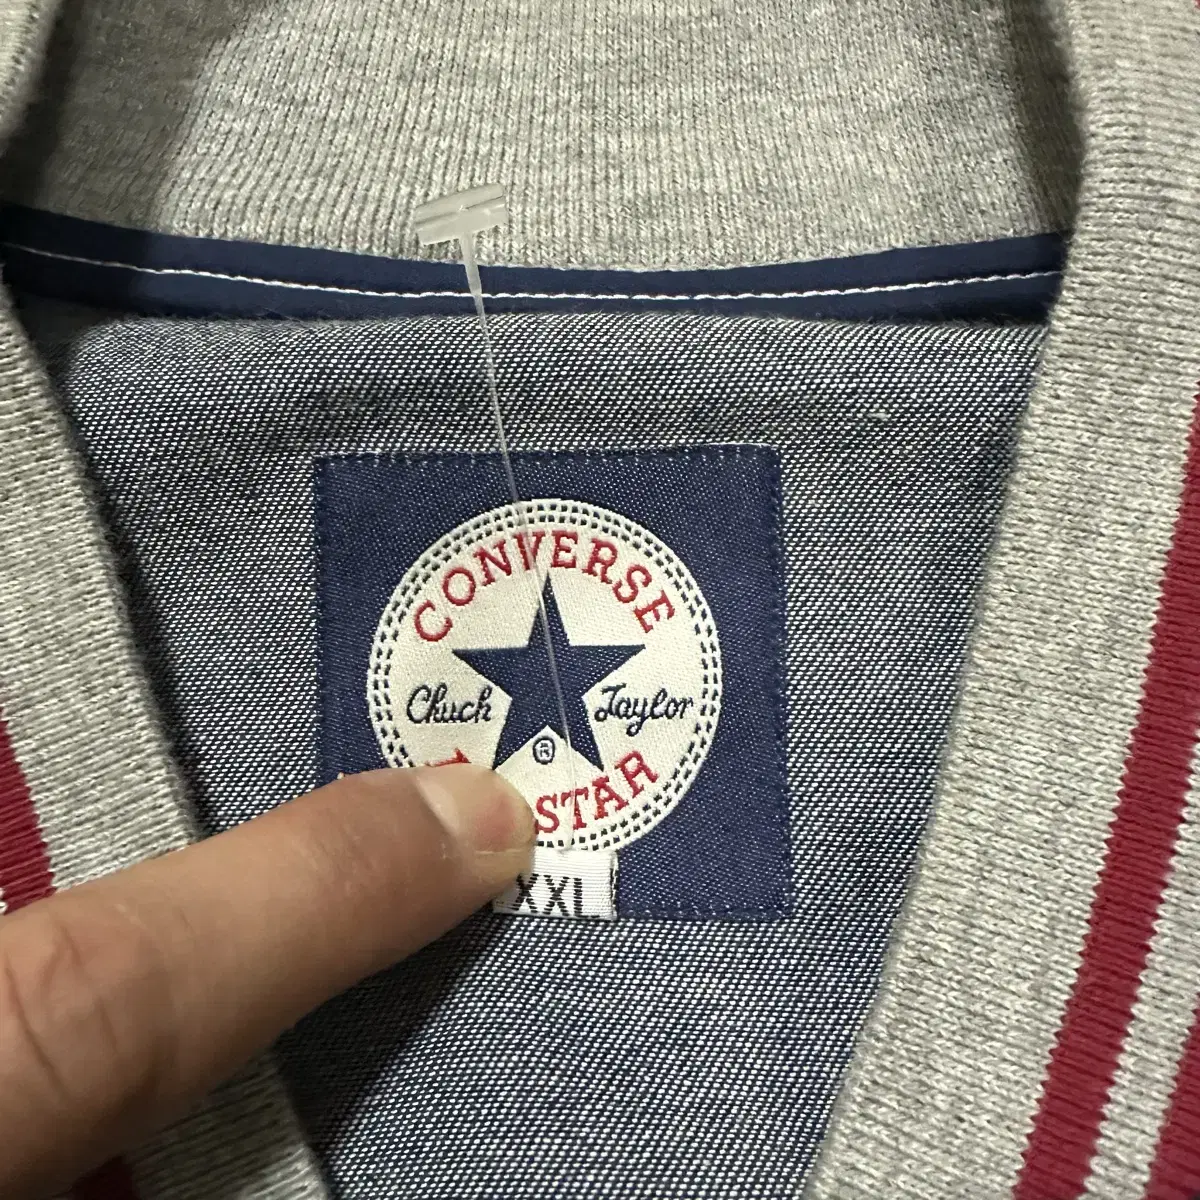 CONVERSE
Chuck Taylor
®
STAR
XXL